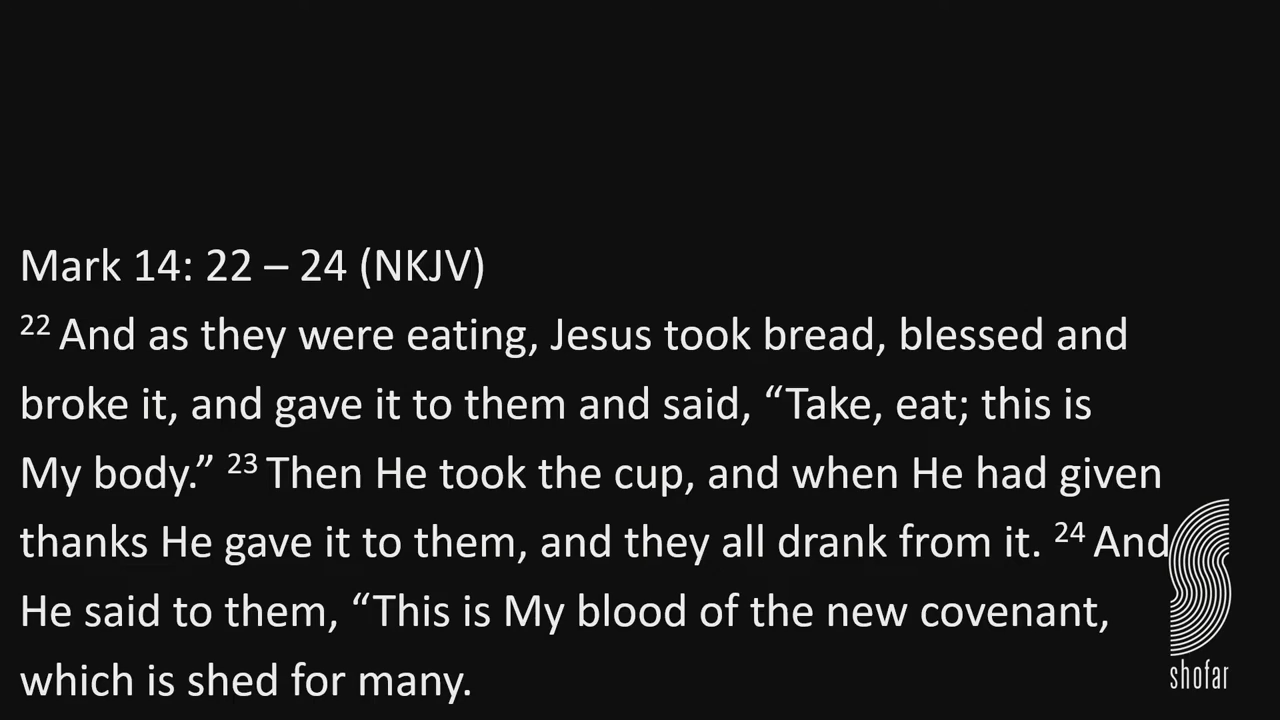 Mark 14: 22 – 24 (NKJV)
22 And as they were eating, Jesus took bread, blessed and
broke it, and gave it to them and said, “Take, eat; this is
My body.” 23 Then He took the cup, and when He had given
thanks He gave it to them, and they all drank from it. 24 And
He said to them, “This is My blood of the new covenant,
which is shed for many.
shofar